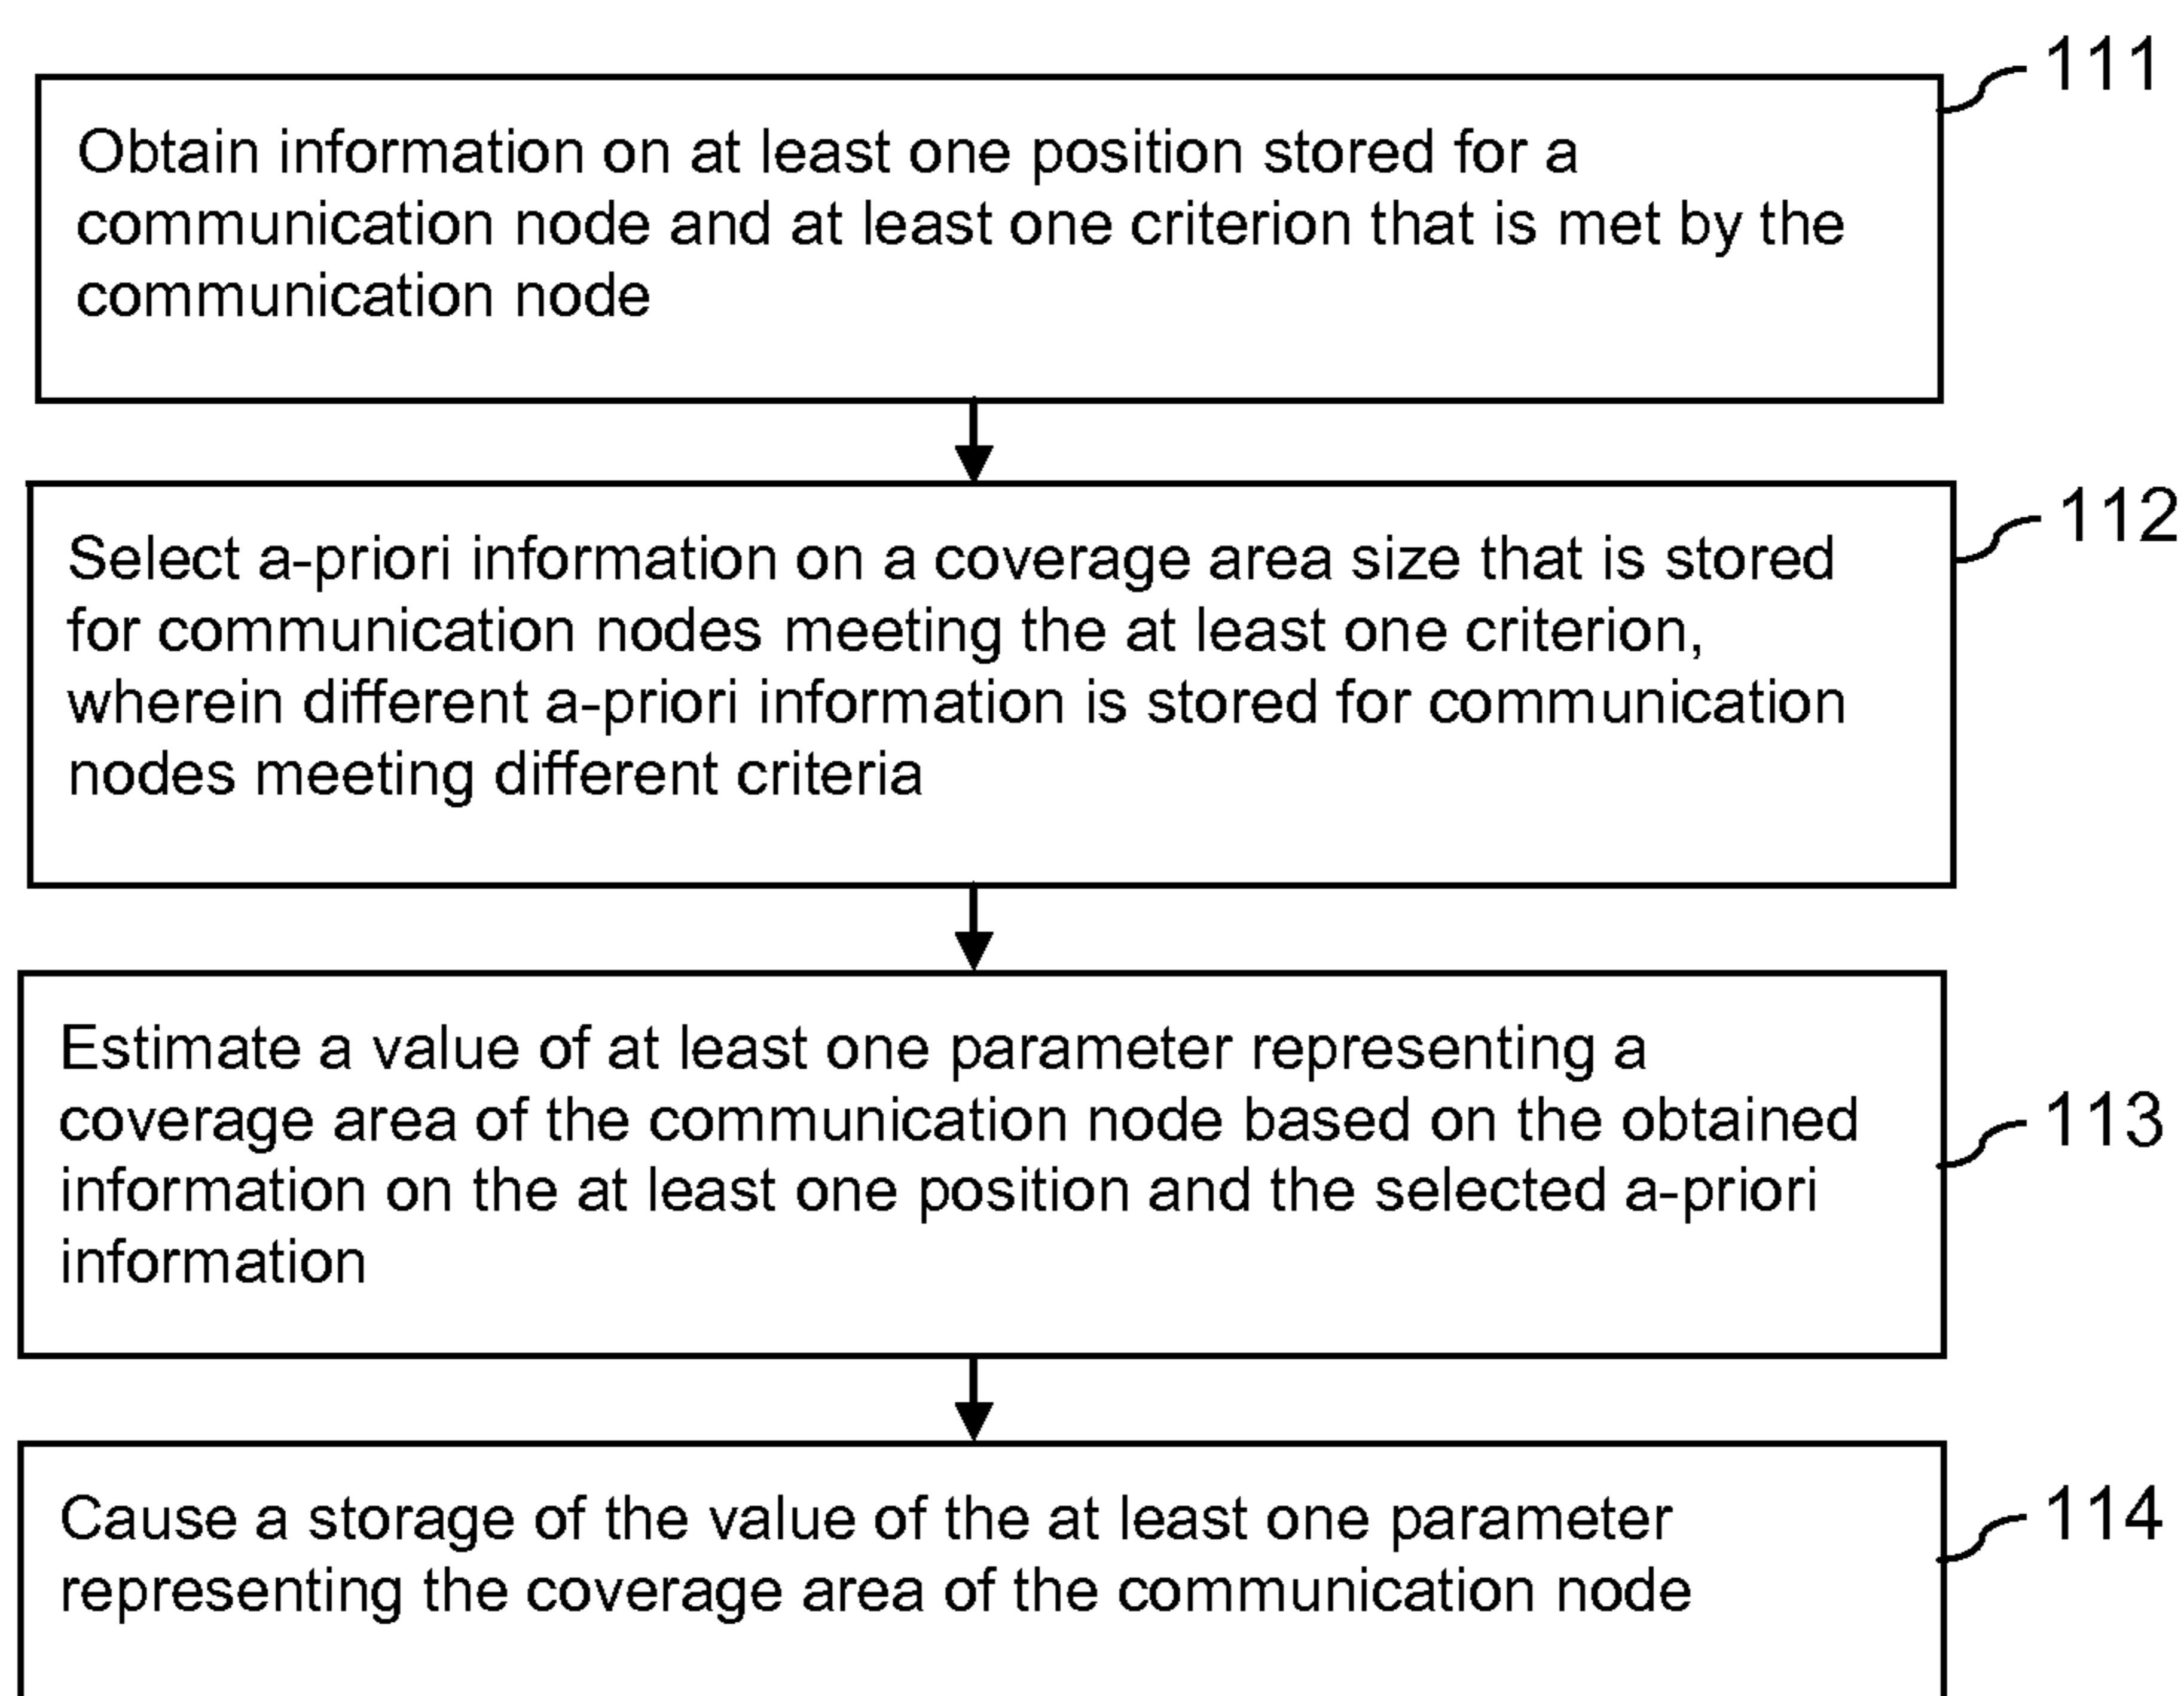 111
Obtain information on at least one position stored for a
communication node and at least one criterion that is met by the
communication node
112
Select a-priori information on a coverage area size that is stored
for communication nodes meeting the at least one criterion,
wherein different a-priori information is stored for communication
nodes meeting different criteria
Estimate a value of at least one parameter representing a
coverage area of the communication node based on the obtained
113
information on the at least one position and the selected a-priori
information
Cause a storage of the value of the at least one parameter
114
representing the coverage area of the communication node